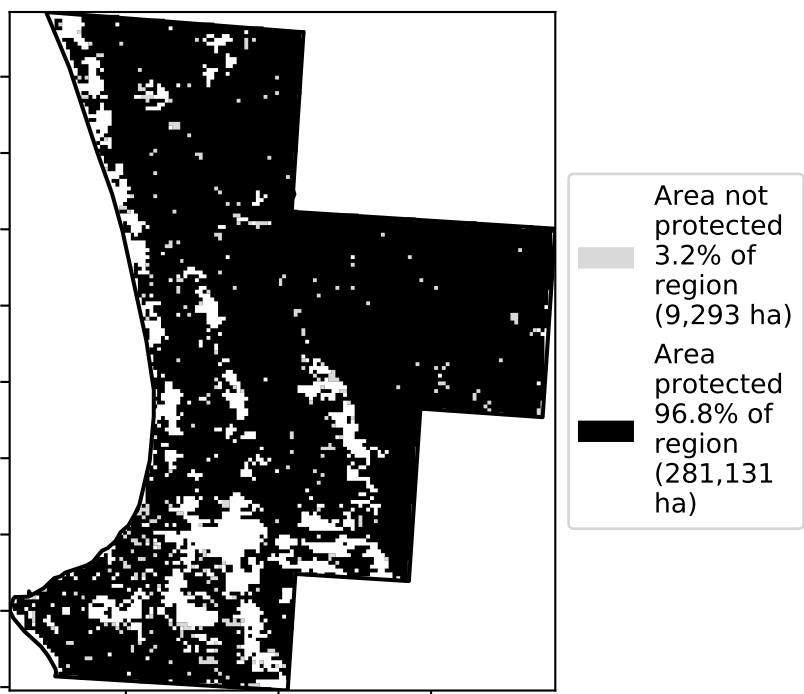 Area not
protected
3.2% of
region
(9,293 ha)
Area
protected
96.8% of
region
(281,131
ha)